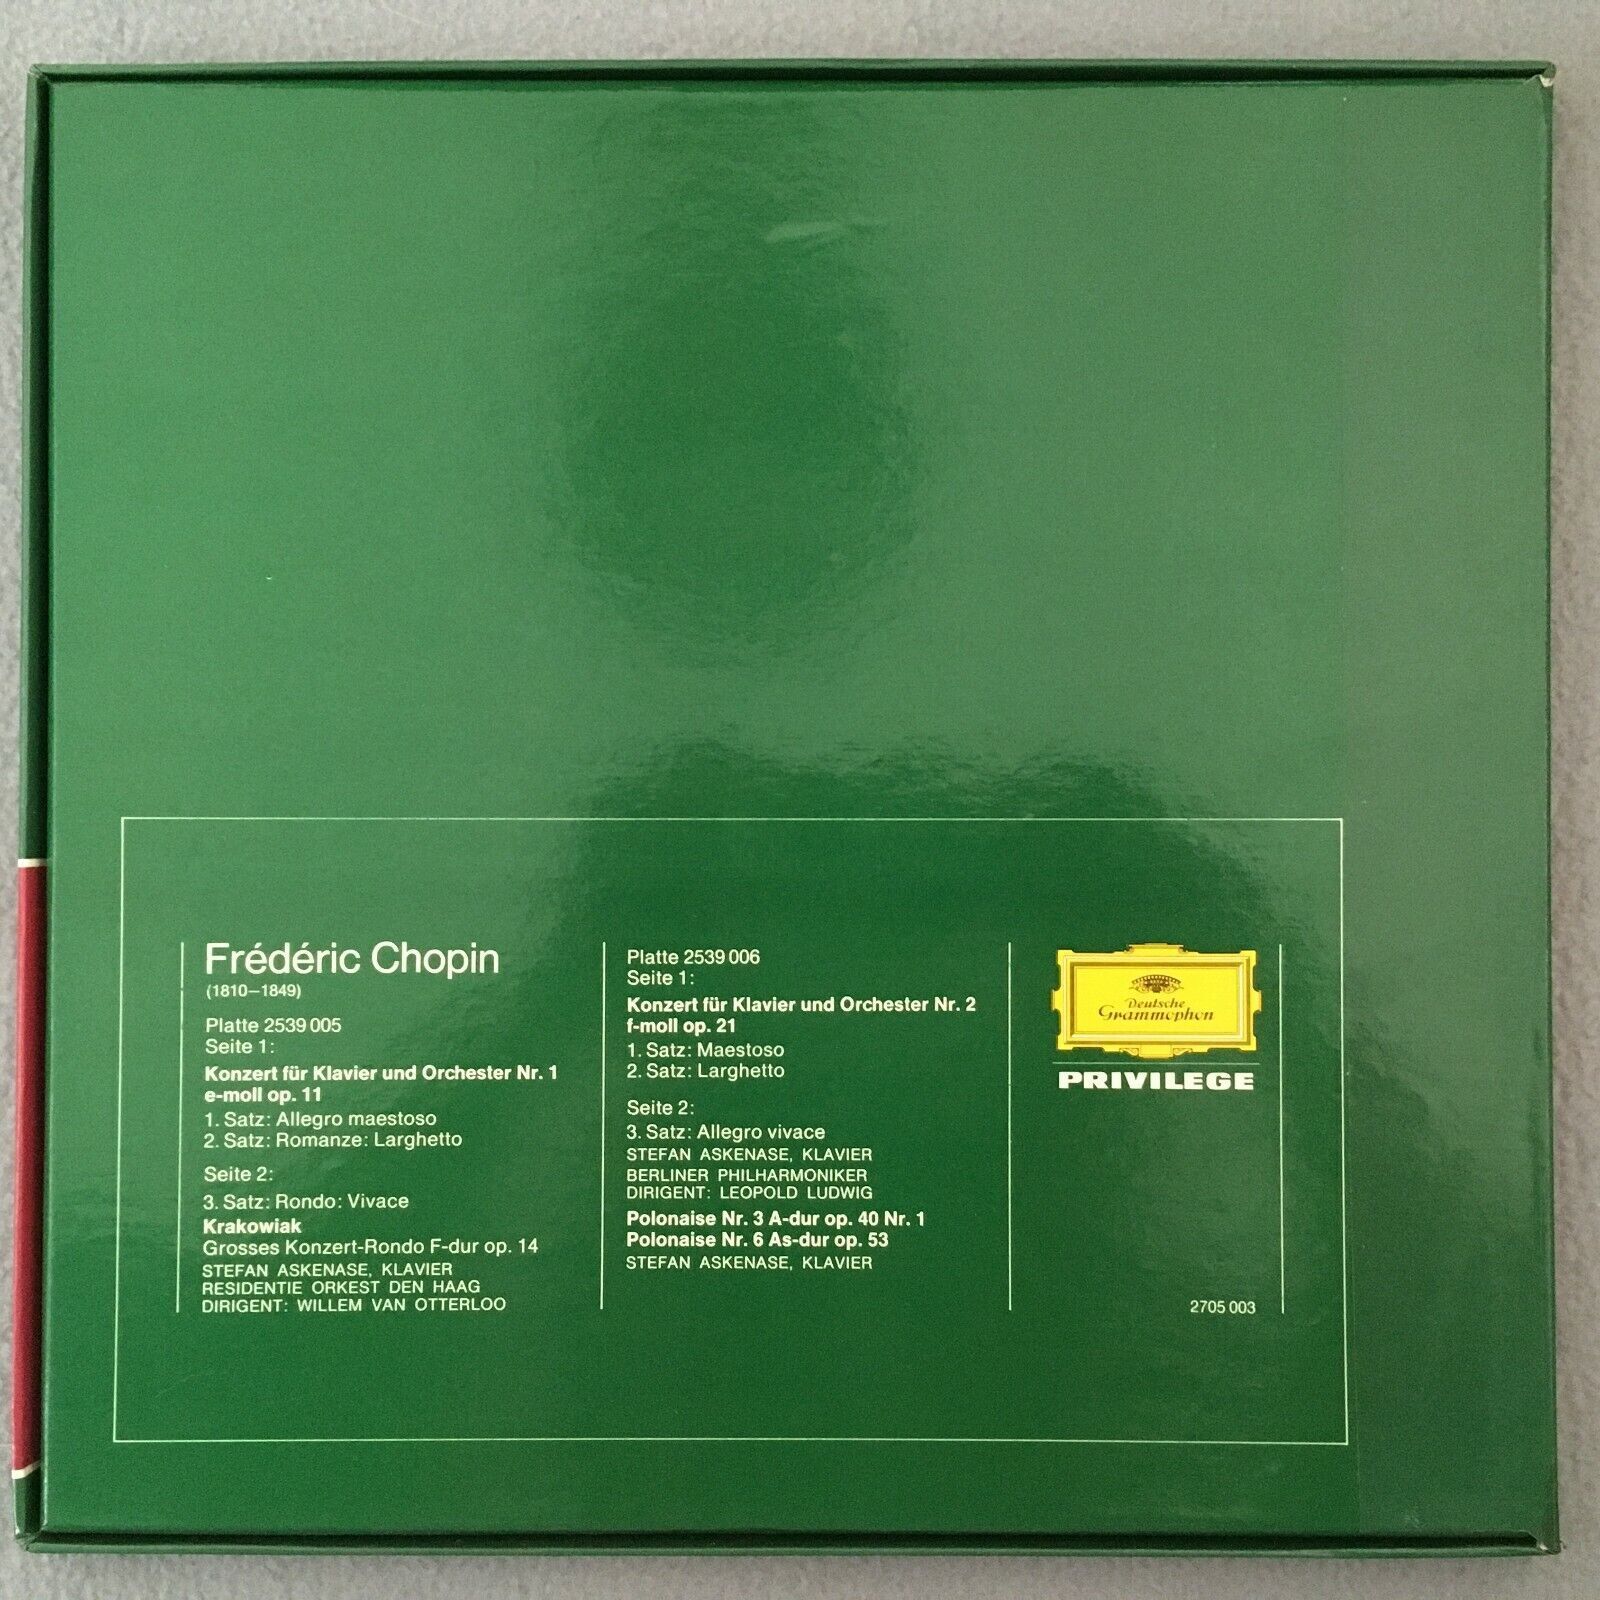 Frédéric Chopin
(1810–1849)
Platte 2539 005
Seite 1:
Konzert für Klavier und Orchester Nr. 1
e-moll op. 11
1. Satz: Allegro maestoso
2. Satz: Romanze: Larghetto
Seite 2:
3. Satz: Rondo: Vivace
Krakowiak
Grosses Konzert-Rondo F-dur op. 14
STEFAN ASKENASE, KLAVIER
RESIDENTIE ORKEST DEN HAAG
DIRIGENT: WILLEM VAN OTTERLOO
Platte 2539 006
Seite 1:
Konzert für Klavier und Orchester Nr. 2
f-moll op. 21
1. Satz: Maestoso
2. Satz: Larghetto
Seite 2:
3. Satz: Allegro vivace
STEFAN ASKENASE, KLAVIER
BERLINER PHILHARMONIKER
DIRIGENT: LEOPOLD LUDWIG
Polonaise Nr. 3 A-dur op. 40 Nr. 1
Polonaise Nr. 6 As-dur op. 53
STEFAN ASKENASE, KLAVIER
Deutsche
Grammophon
PRIVILEGE
2705 003